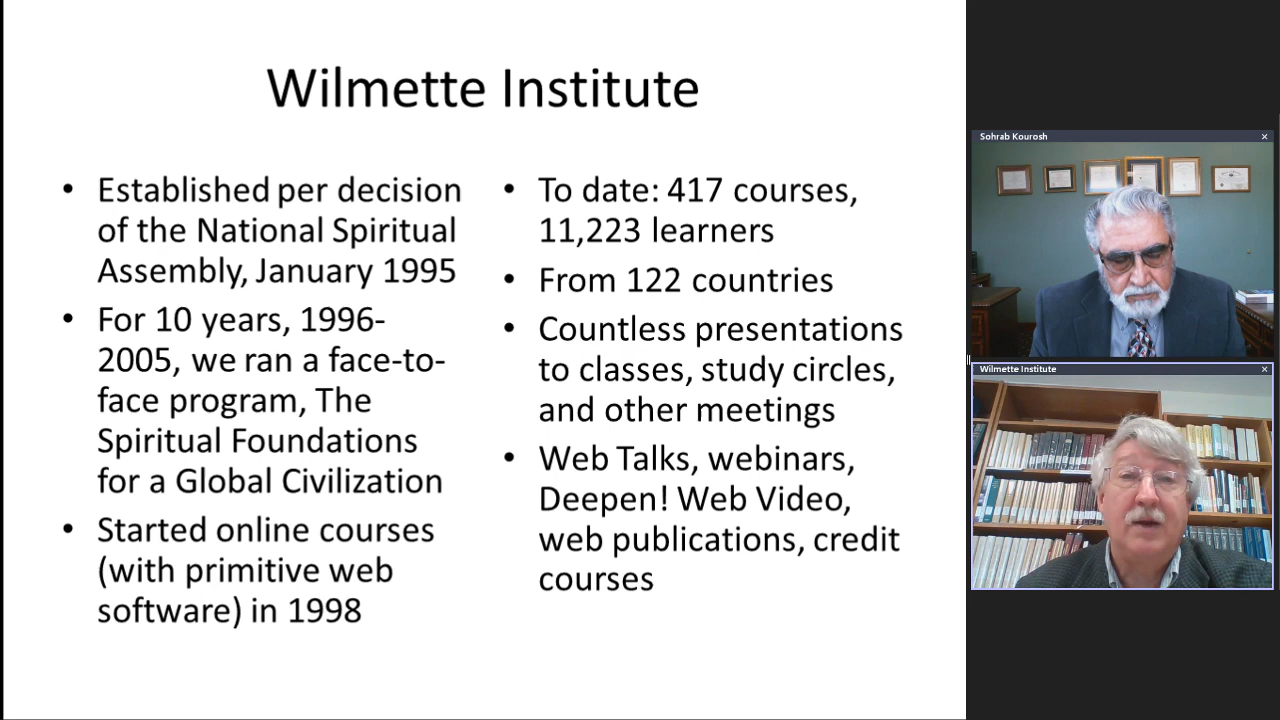 Wilmette Institute
• Established per decision
of the National Spiritual
Assembly, January 1995
• For 10 years, 1996-
2005, we ran a face-to-
face program, The
Spiritual Foundations
for a Global Civilization
• Started online courses
(with primitive web
software) in 1998
• To date: 417 courses,
11,223 learners
• From 122 countries
• Countless presentations
to classes, study circles,
and other meetings
• Web Talks, webinars,
Deepen! Web Video,
web publications, credit
courses
Sohrab Kourosh
Wilmette Institute